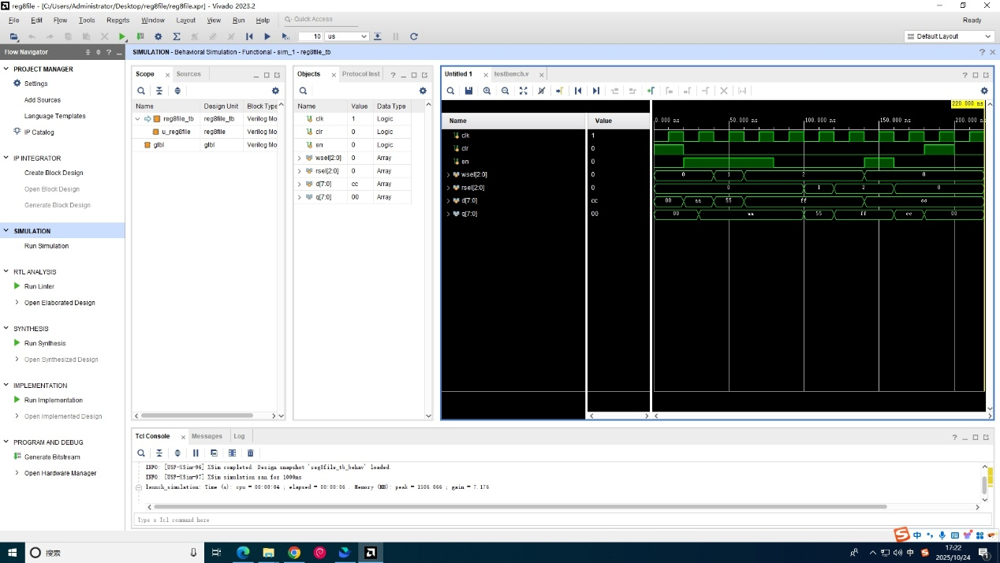 reg8file - [C:/Users/Administrator/Desktop/reg8file/reg8file.xpr] - Vivado 2023.2
File Edit Flow Tools Reports Window Layout View Run Help Quick Access Ready
10 us Default Layout
Flow Navigator
SIMULATION - Behavioral Simulation - Functional - sim_1 - reg8file_tb
PROJECT MANAGER
Settings
Add Sources
Language Templates
IP Catalog
IP INTEGRATOR
Create Block Design
Open Block Design
Generate Block Design
SIMULATION
Run Simulation
RTL ANALYSIS
Run Linter
Open Elaborated Design
SYNTHESIS
Run Synthesis
Open Synthesized Design
IMPLEMENTATION
Run Implementation
Open Implemented Design
PROGRAM AND DEBUG
Generate Bitstream
Open Hardware Manager
Scope Sources
Name Design Unit Block Type
reg8file_tb reg8file_tb Verilog Mo
u_reg8file reg8file Verilog Mo
glbl glbl Verilog Mo
Objects Protocol Inst
Name Value Data Type
clk 1 Logic
clr 0 Logic
en 0 Logic
wsel[2:0] 0 Array
rsel[2:0] 0 Array
d[7:0] cc Array
q[7:0] 00 Array
Untitled 1 testbench.v
220.000 ns
Name Value 0.000 ns 50.000 ns 100.000 ns 150.000 ns 200.000 ns
clk 1
clr 0
en 0
wsel[2:0] 0 0 1 2 0
rsel[2:0] 0 0 1 2 0
d[7:0] cc 00 aa 55 ff cc
q[7:0] 00 00 aa 55 ff cc 00
Tcl Console Messages Log
INFO: [USF-XSim-96] XSim completed. Design snapshot 'reg8file_tb_behav' loaded.
INFO: [USF-XSim-97] XSim simulation ran for 1000ns
launch_simulation: Time (s): cpu = 00:00:04 ; elapsed = 00:00:06 . Memory (MB): peak = 1506.066 ; gain = 7.176
Type a Tcl command here
中
搜索
中
17:22
2025/10/24
1